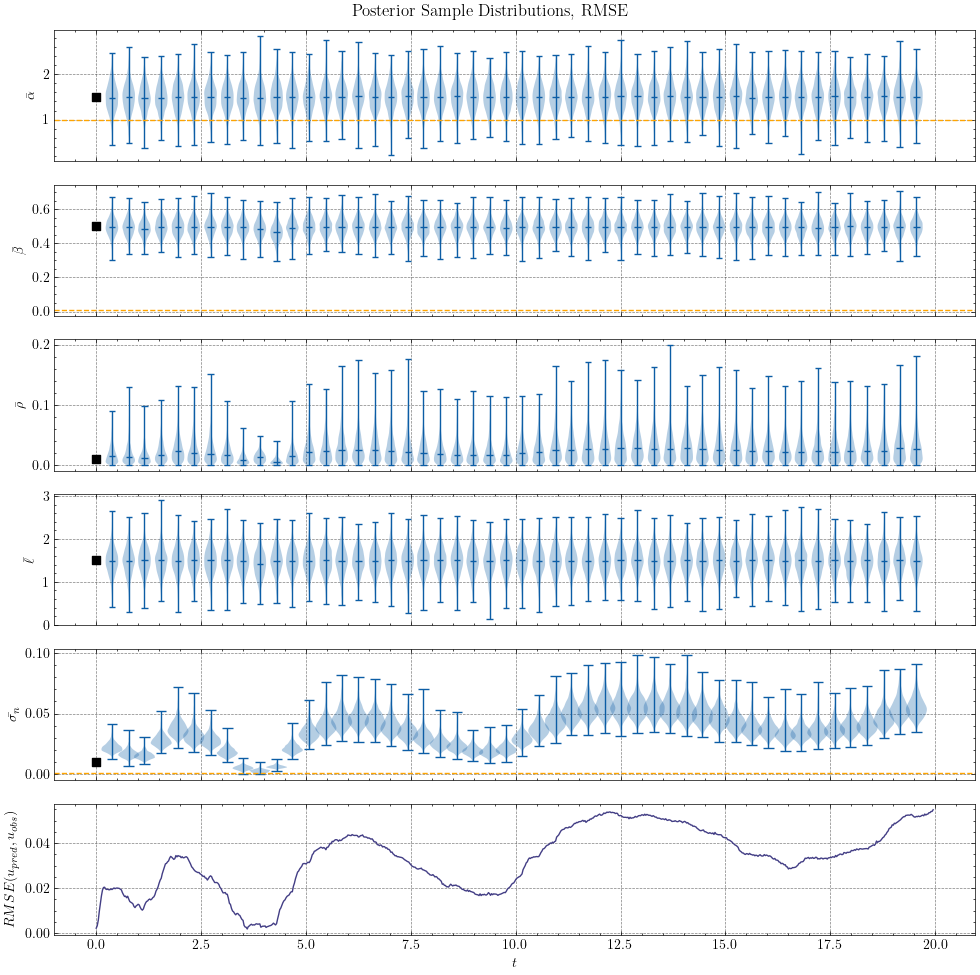 Posterior Sample Distributions, RMSE
2
1
ᾱ
0.6
0.4
0.2
0.0
β̄
0.2
0.1
0.0
ρ̄
3
2
1
0
ℓ̄
0.10
0.05
0.00
σ̄ₙ
0.04
0.02
0.00
RMSE(u_pred, u_obs)
0.0 2.5 5.0 7.5 10.0 12.5 15.0 17.5 20.0
t